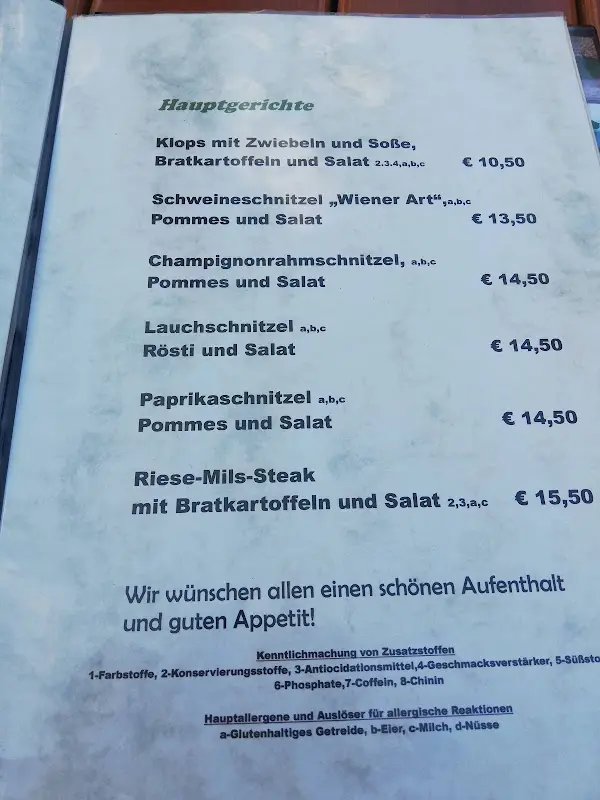 Hauptgerichte
Klops mit Zwiebeln und Soße,
Bratkartoffeln und Salat 2.3.4,a,b,c € 10,50
Schweineschnitzel „Wiener Art“,a,b,c
Pommes und Salat € 13,50
Champignonrahmschnitzel, a,b,c
Pommes und Salat € 14,50
Lauchschnitzel a,b,c
Rösti und Salat € 14,50
Paprikaschnitzel a,b,c
Pommes und Salat € 14,50
Riese-Mils-Steak
mit Bratkartoffeln und Salat 2,3,a,c € 15,50
Wir wünschen allen einen schönen Aufenthalt
und guten Appetit!
Kenntlichmachung von Zusatzstoffen
1-Farbstoffe, 2-Konservierungsstoffe, 3-Antiocidationsmittel,4-Geschmacksverstärker, 5-Süßsto
6-Phosphate,7-Coffein, 8-Chinin
Hauptallergene und Auslöser für allergische Reaktionen
a-Glutenhaltiges Getreide, b-Eier, c-Milch, d-Nüsse